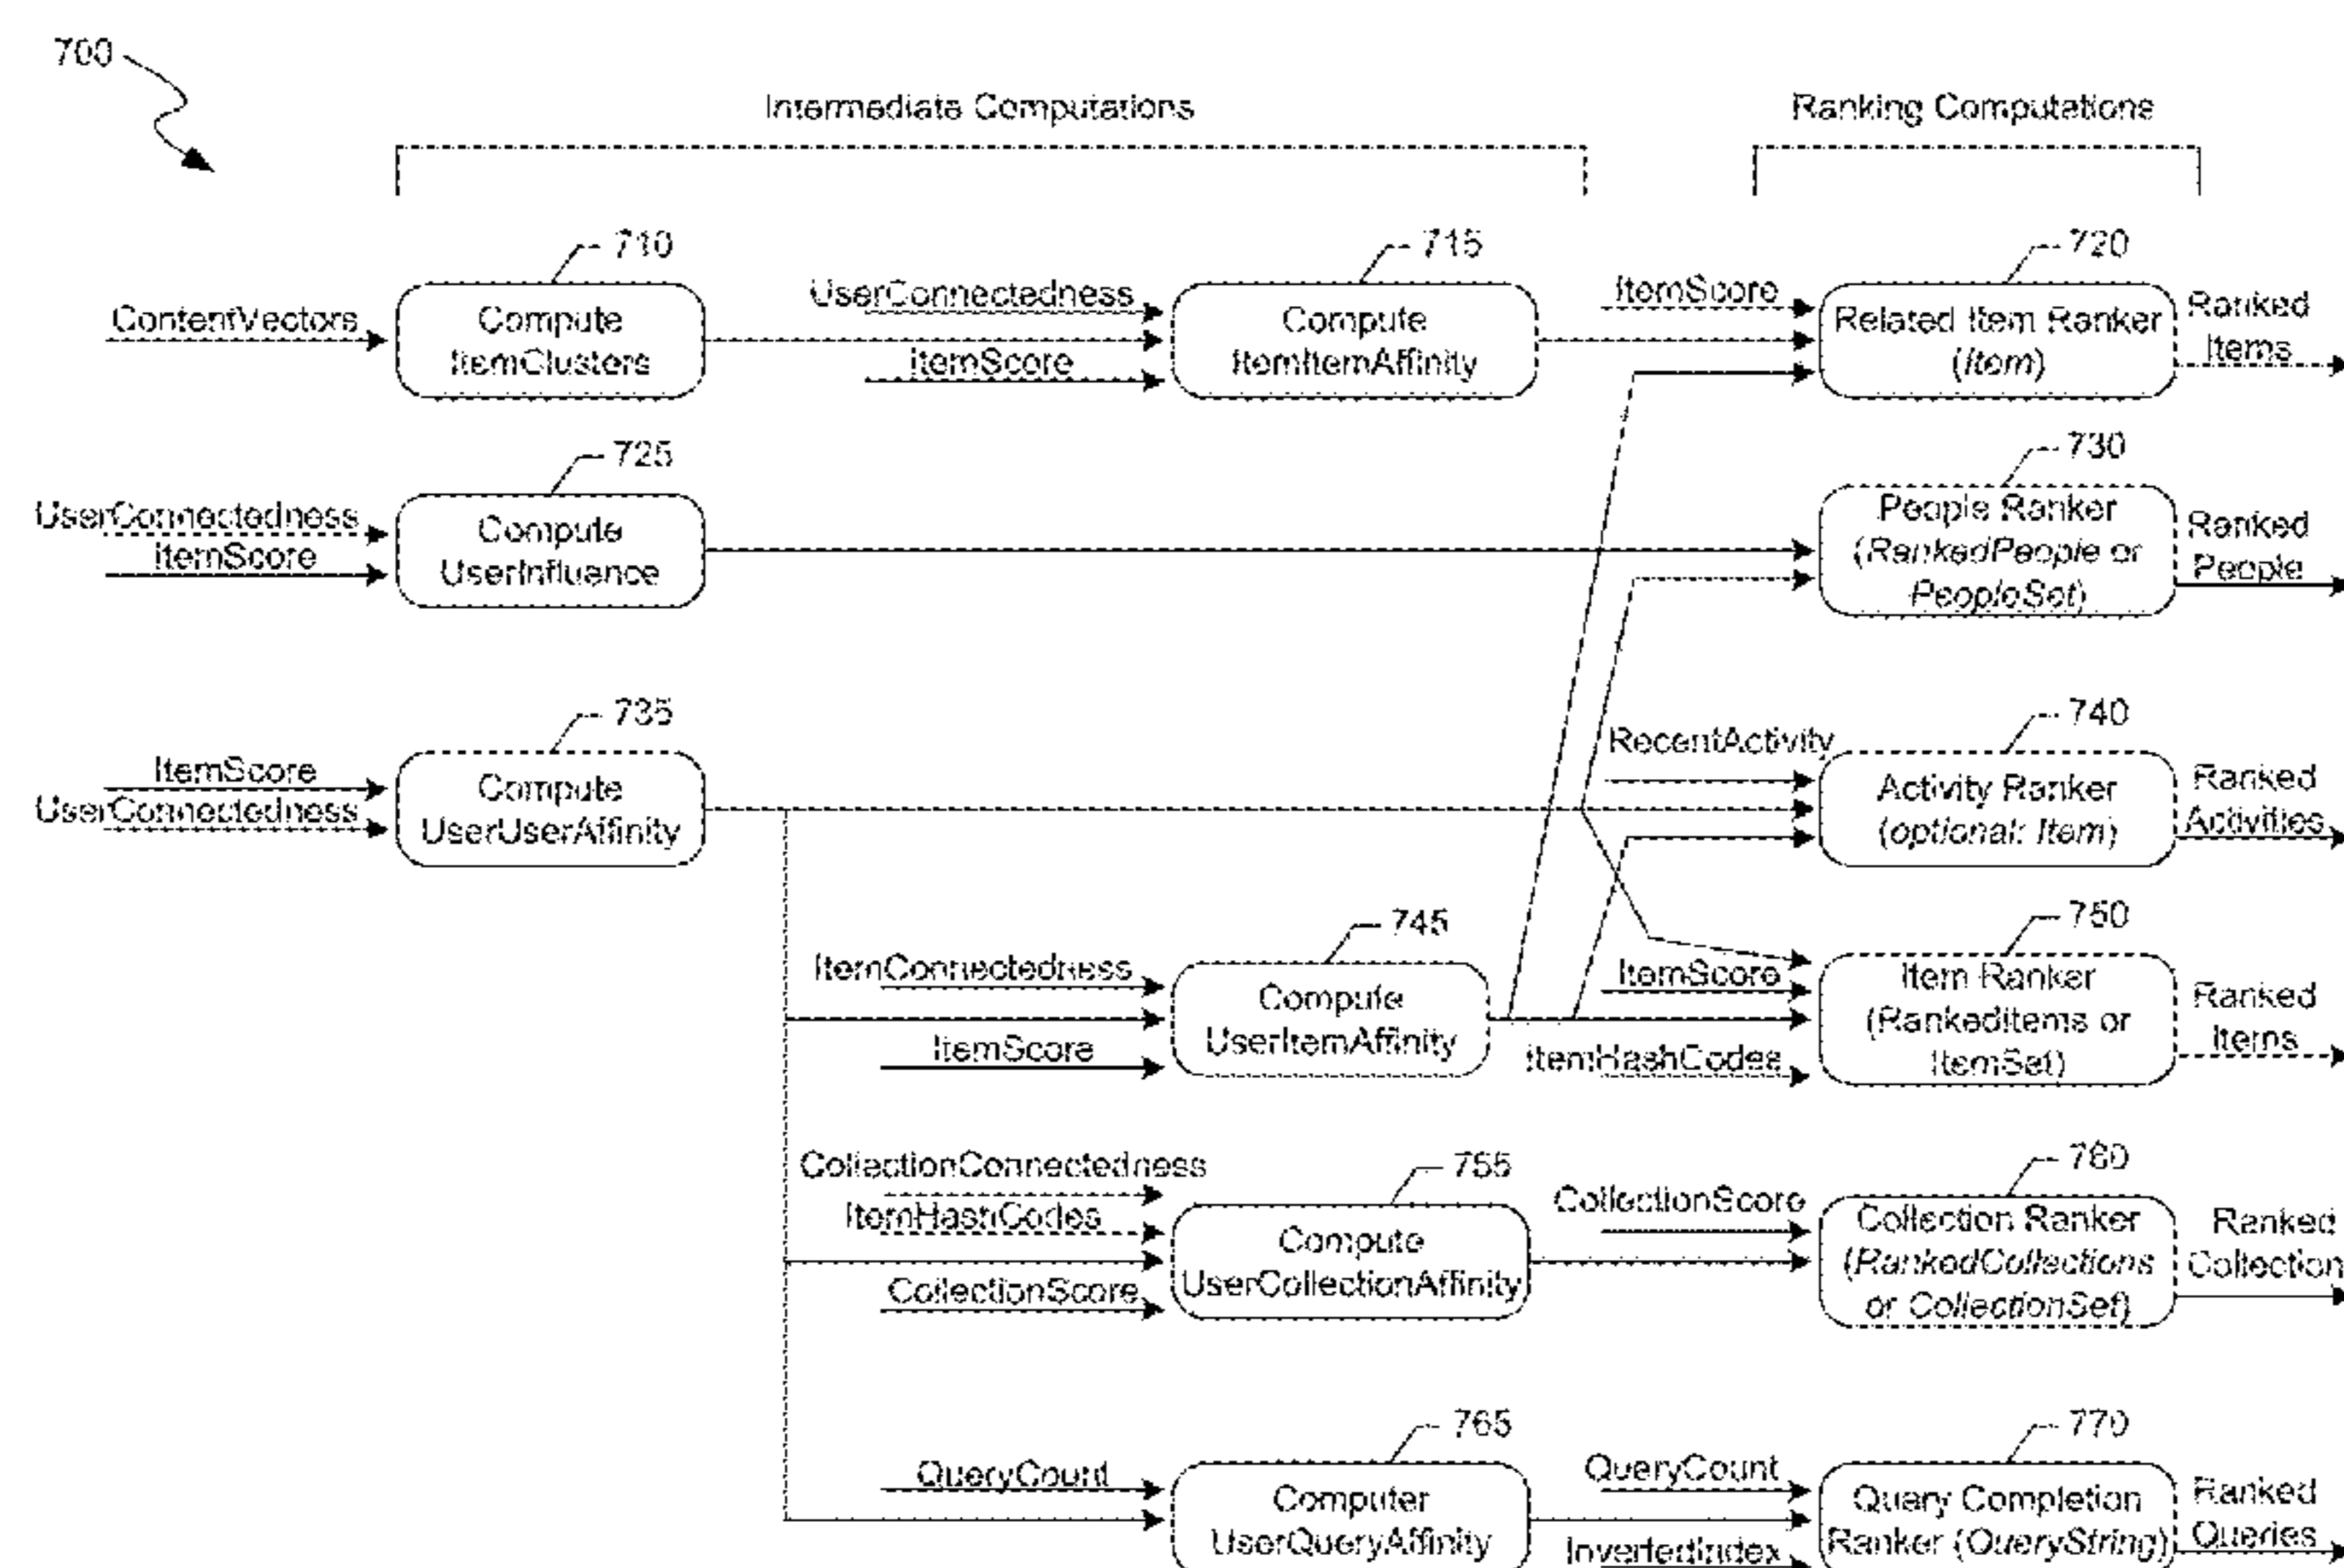 700
Intermediate Computations
Ranking Computations
710
715
720
ContentVectors
Compute
ItemClusters
UserConnectedness
ItemScore
Compute
ItemItemAffinity
ItemScore
Related Item Ranker
(Item)
Ranked
Items
725
730
UserConnectedness
ItemScore
Compute
UserInfluence
People Ranker
(RankedPeople or
PeopleSet)
Ranked
People
735
740
ItemScore
UserConnectedness
Compute
UserUserAffinity
RecentActivity
Activity Ranker
(optional: Item)
Ranked
Activities
745
750
ItemConnectedness
ItemScore
Compute
UserItemAffinity
ItemScore
ItemHashCodes
Item Ranker
(RankedItems or
ItemSet)
Ranked
Items
755
760
CollectionConnectedness
ItemHashCodes
CollectionScore
Compute
UserCollectionAffinity
CollectionScore
Collection Ranker
(RankedCollections
or CollectionSet)
Ranked
Collection
765
770
QueryCount
Computer
UserQueryAffinity
QueryCount
InvertedIndex
Query Completion
Ranker (QueryString)
Ranked
Queries